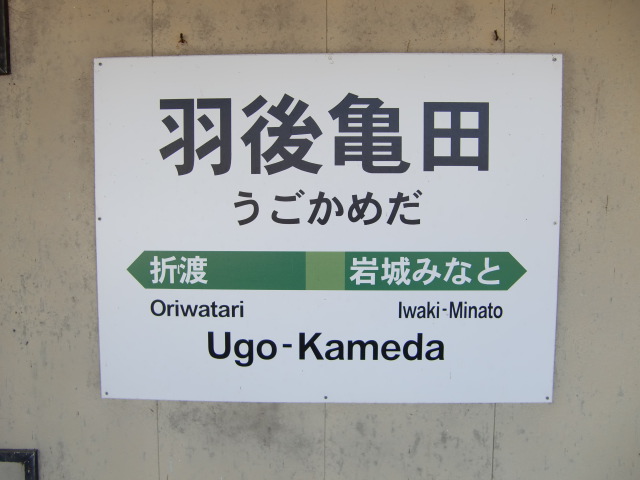 羽後亀田
うごかめだ
折渡 岩城みなと
Oriwatari Iwaki-Minato
Ugo-Kameda